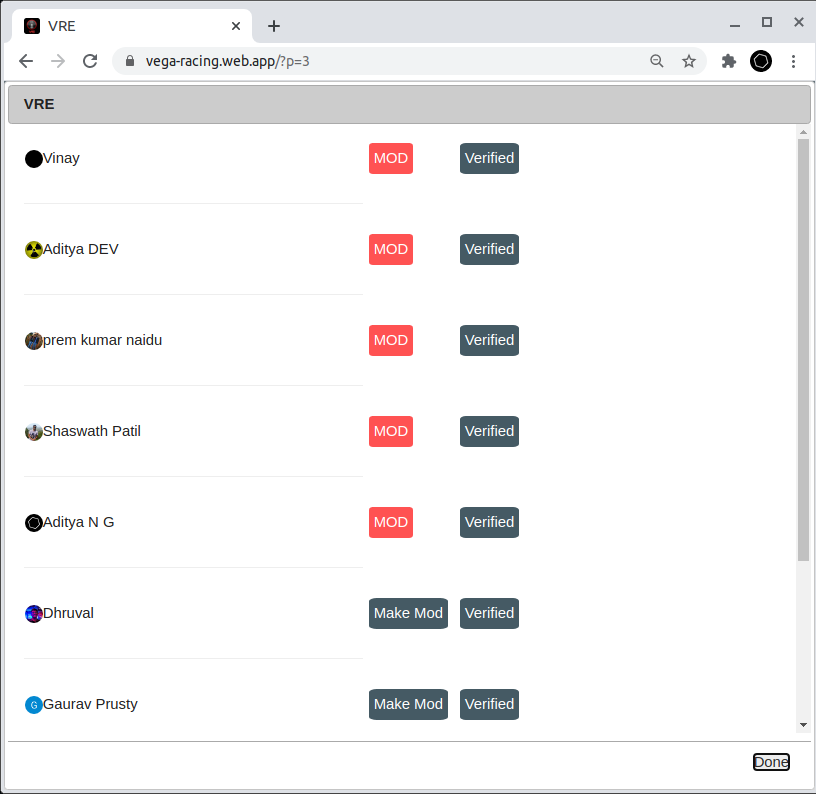 VRE
vega-racing.web.app/?p=3
VRE
Vinay MOD Verified
Aditya DEV MOD Verified
prem kumar naidu MOD Verified
Shaswath Patil MOD Verified
Aditya N G MOD Verified
Dhruval Make Mod Verified
G Gaurav Prusty Make Mod Verified
Done